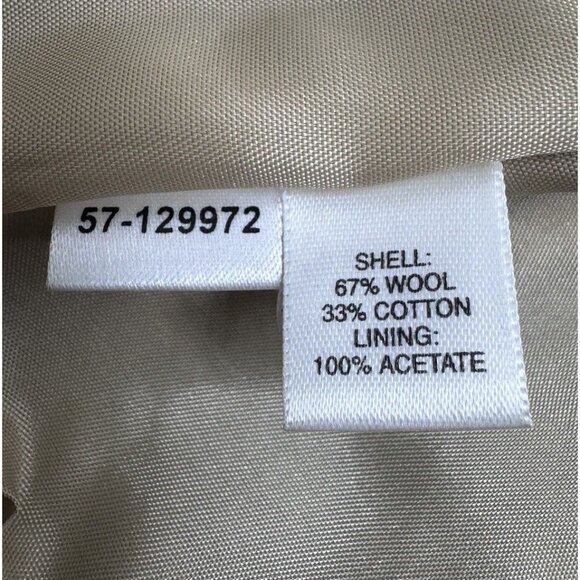 57-129972
SHELL:
67% WOOL
33% COTTON
LINING:
100% ACETATE